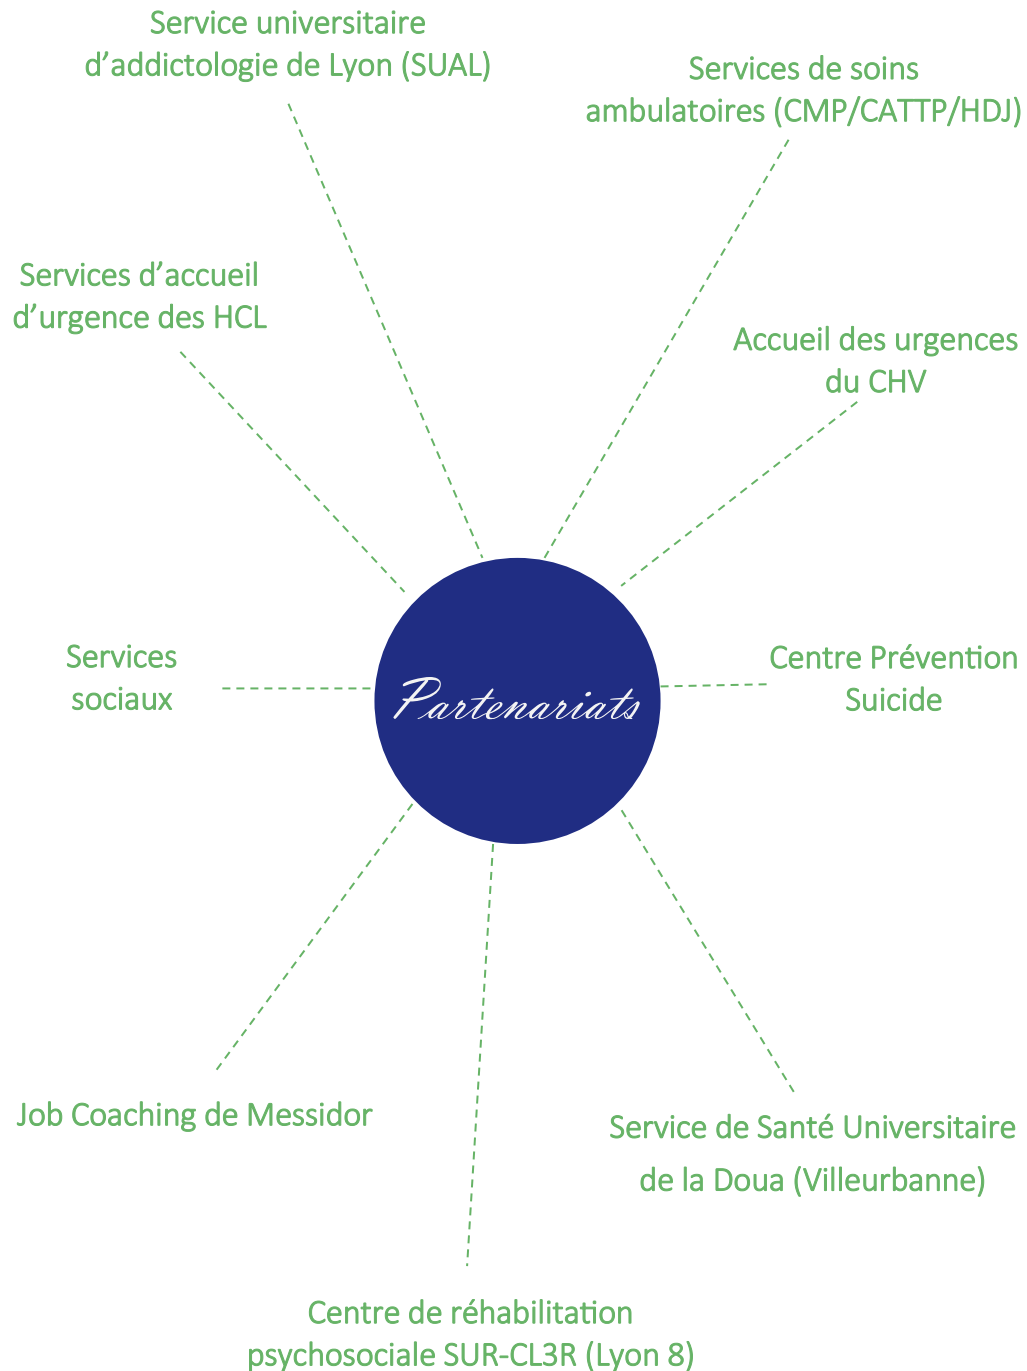 Service universitaire
d’addictologie de Lyon (SUAL)
Services de soins
ambulatoires (CMP/CATTP/HDJ)
Services d’accueil
d’urgence des HCL
Accueil des urgences
du CHV
Services
sociaux
Partenariats
Centre Prévention
Suicide
Job Coaching de Messidor
Service de Santé Universitaire
de la Doua (Villeurbanne)
Centre de réhabilitation
psychosociale SUR-CL3R (Lyon 8)